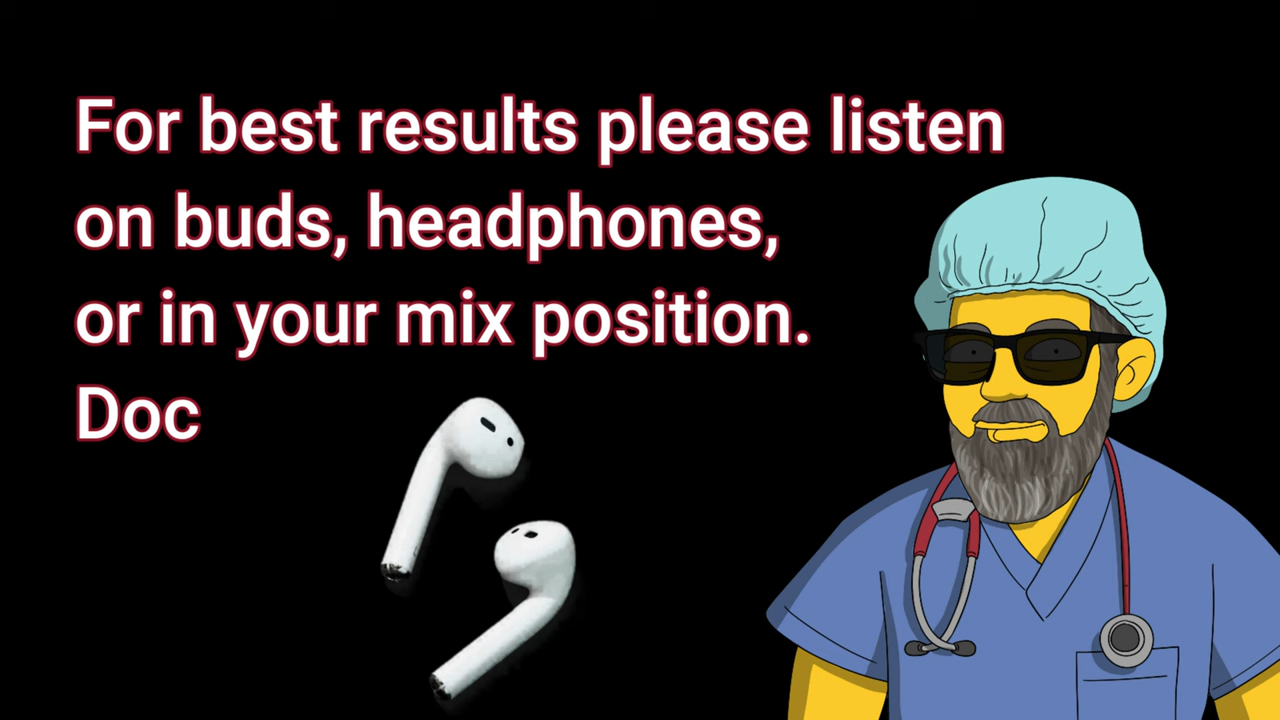 For best results please listen
on buds, headphones,
or in your mix position.
Doc